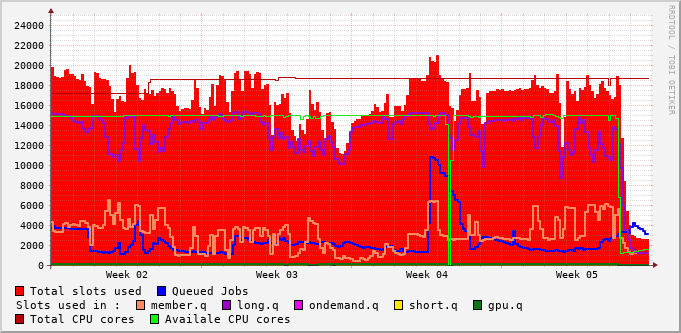 24000
22000
20000
18000
16000
14000
12000
10000
8000
6000
4000
2000
0
Week 02 Week 03 Week 04 Week 05
RRDTOOL / TOBI OETIKER
Total slots used Queued Jobs
Slots used in : member.q long.q ondemand.q short.q gpu.q
Total CPU cores Availale CPU cores